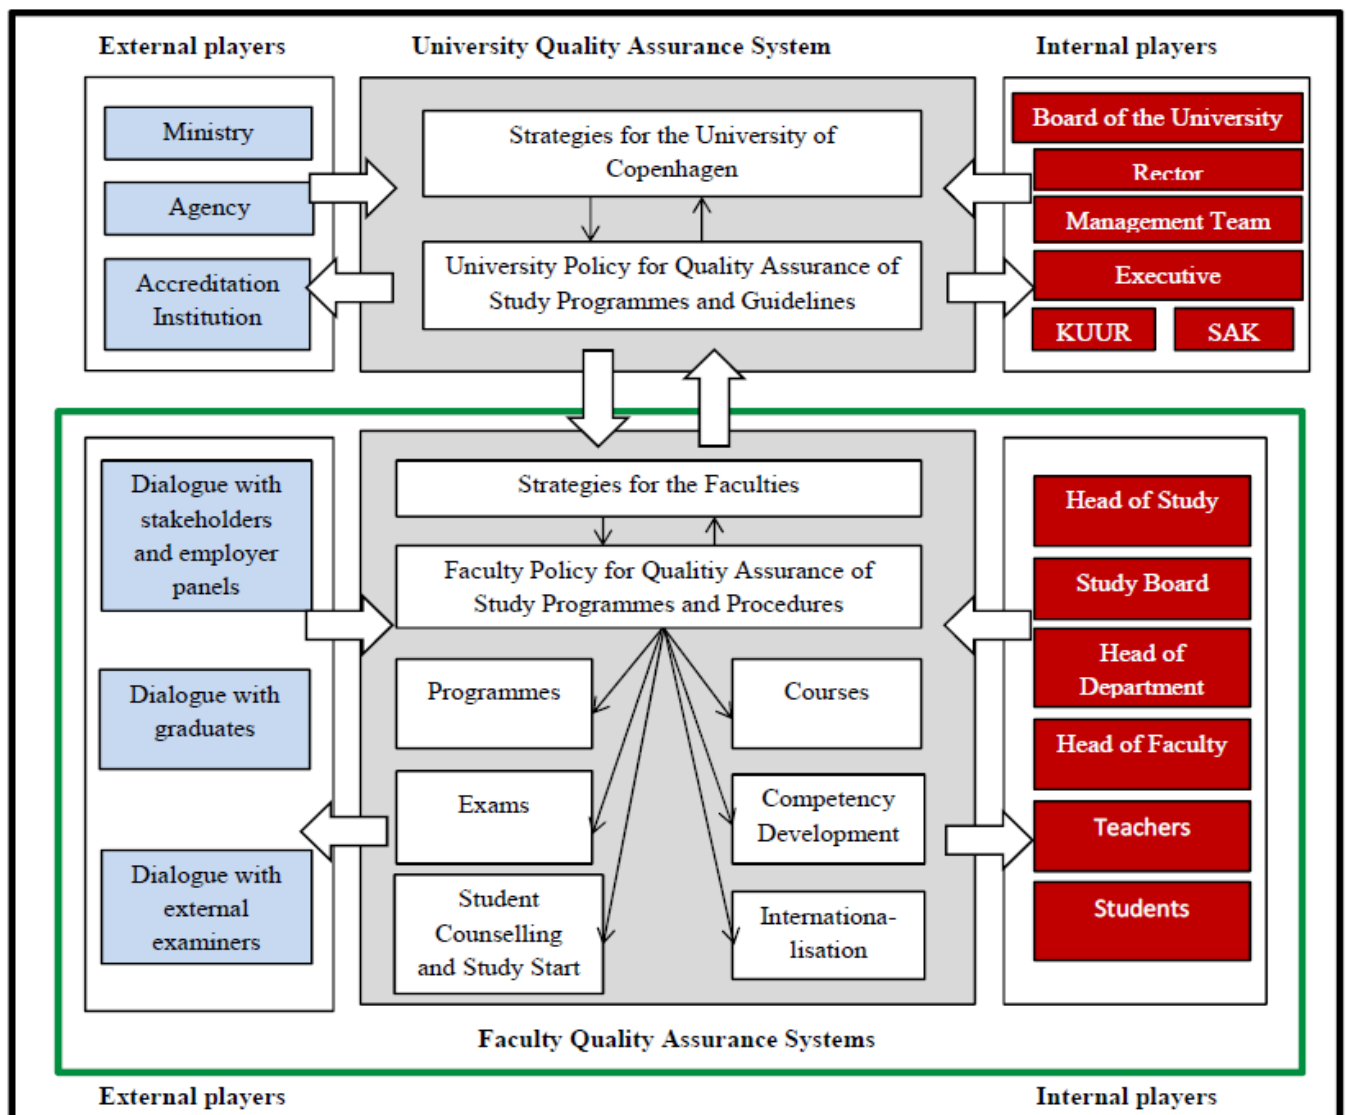 External players
University Quality Assurance System
Internal players
Ministry
Agency
Accreditation
Institution
Strategies for the University of
Copenhagen
University Policy for Quality Assurance of
Study Programmes and Guidelines
Board of the University
Rector
Management Team
Executive
KUUR
SAK
Dialogue with
stakeholders
and employer
panels
Dialogue with
graduates
Dialogue with
external
examiners
Strategies for the Faculties
Faculty Policy for Qualitiy Assurance of
Study Programmes and Procedures
Programmes
Courses
Exams
Competency
Development
Student
Counselling
and Study Start
Internationa-
lisation
Head of Study
Study Board
Head of
Department
Head of Faculty
Teachers
Students
Faculty Quality Assurance Systems
External players
Internal players